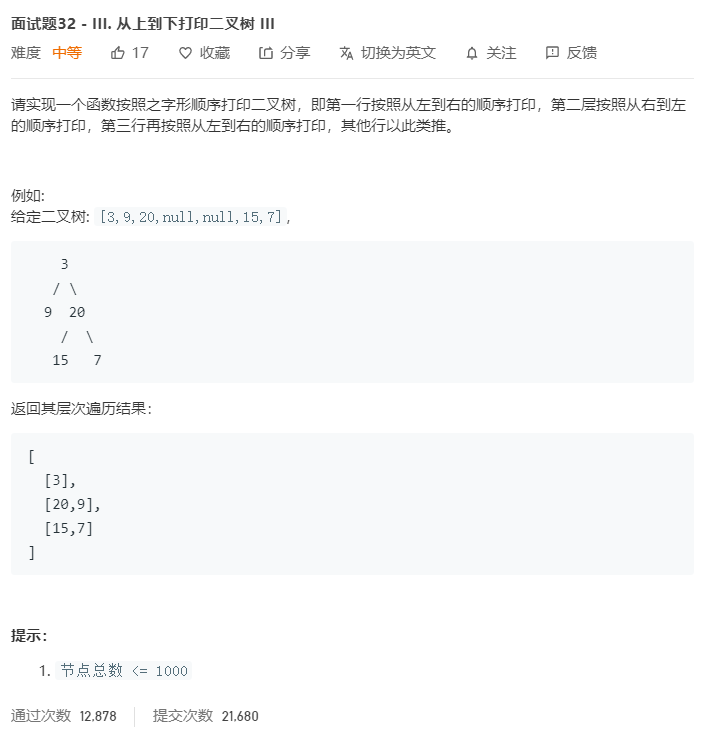 面试题32 - III. 从上到下打印二叉树 III
难度 中等 17 收藏 分享 切换为英文 关注 反馈
请实现一个函数按照之字形顺序打印二叉树，即第一行按照从左到右的顺序打印，第二层按照从右到左
的顺序打印，第三行再按照从左到右的顺序打印，其他行以此类推。
例如:
给定二叉树: [3,9,20,null,null,15,7],
3
/ \
9 20
/ \
15 7
返回其层次遍历结果：
[
[3],
[20,9],
[15,7]
]
提示：
1. 节点总数 <= 1000
通过次数 12,878 提交次数 21,680